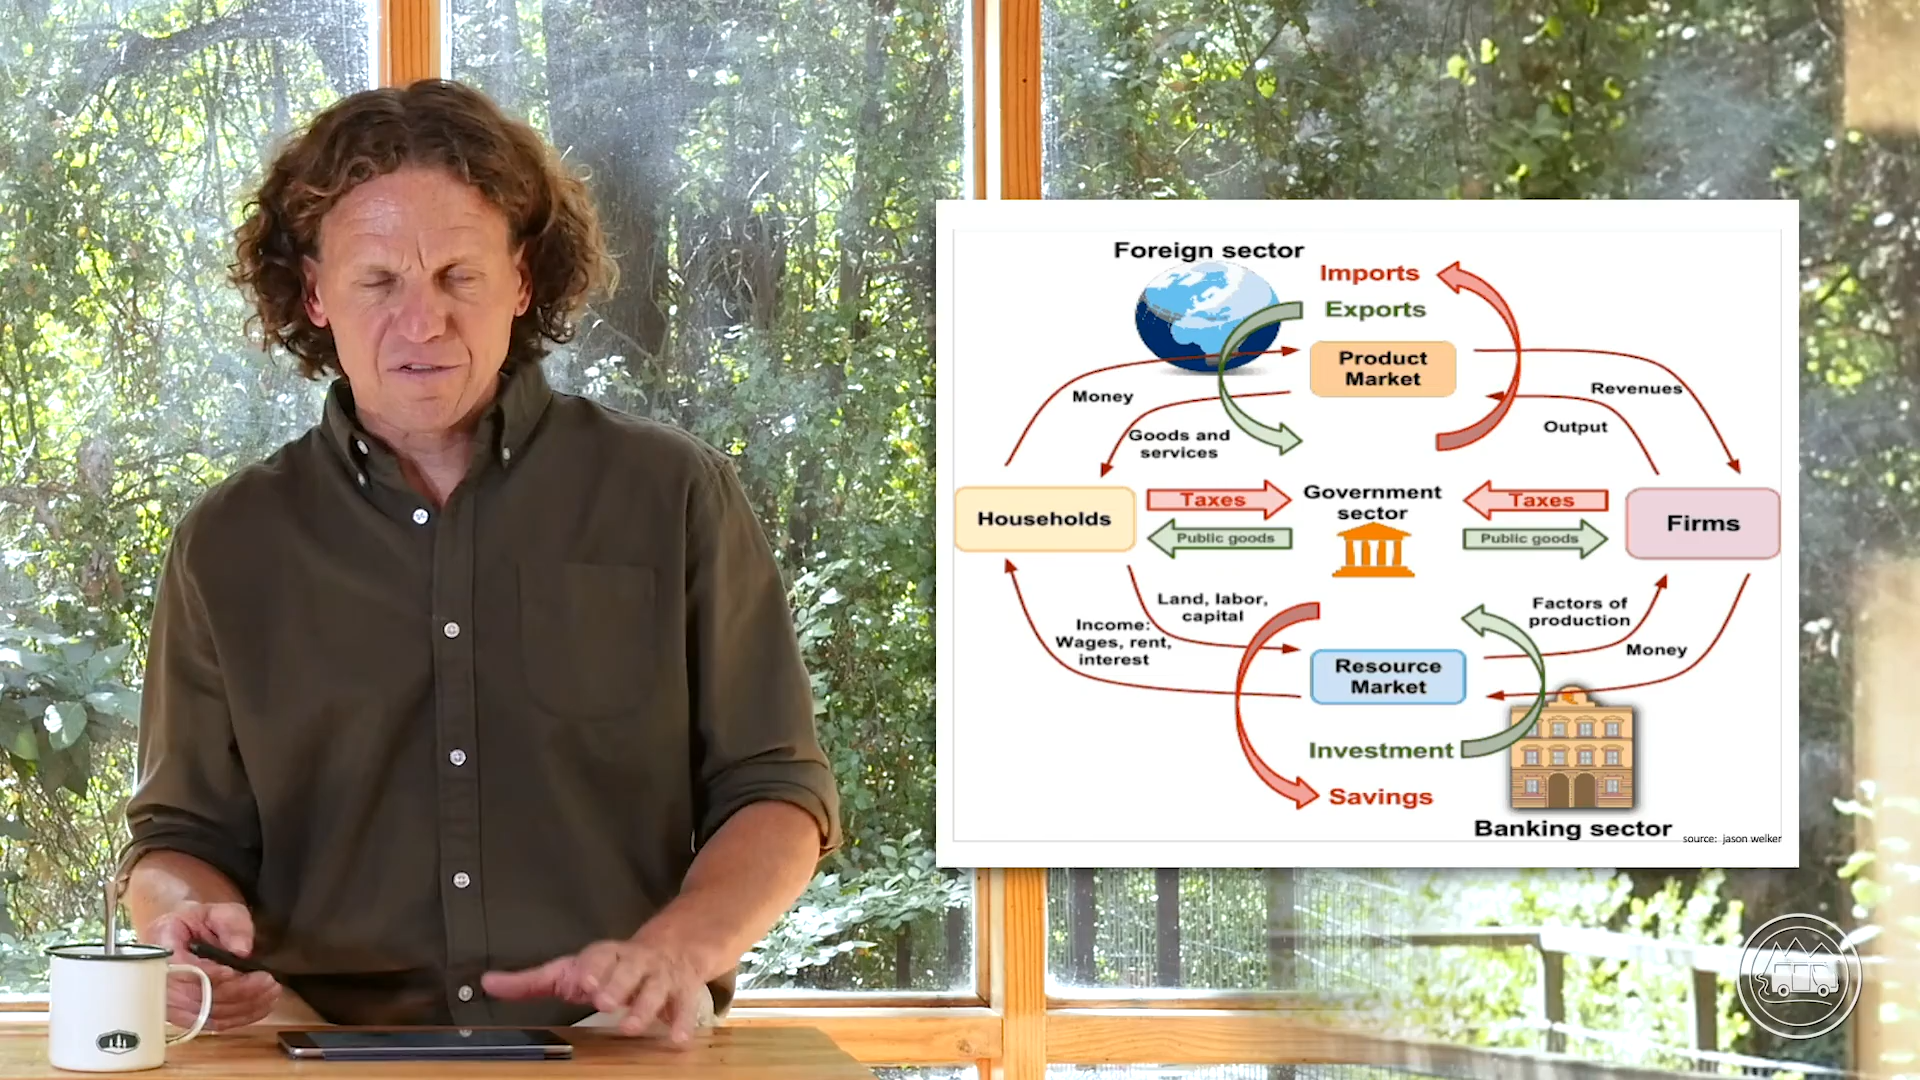 Foreign sector
Imports
Exports
Product
Market
Money
Revenues
Goods and
services
Output
Households
Taxes
Public goods
Government
sector
Taxes
Public goods
Firms
Land, labor,
capital
Income:
Wages, rent,
interest
Factors of
production
Money
Resource
Market
Investment
Savings
Banking sector
source: jason welker